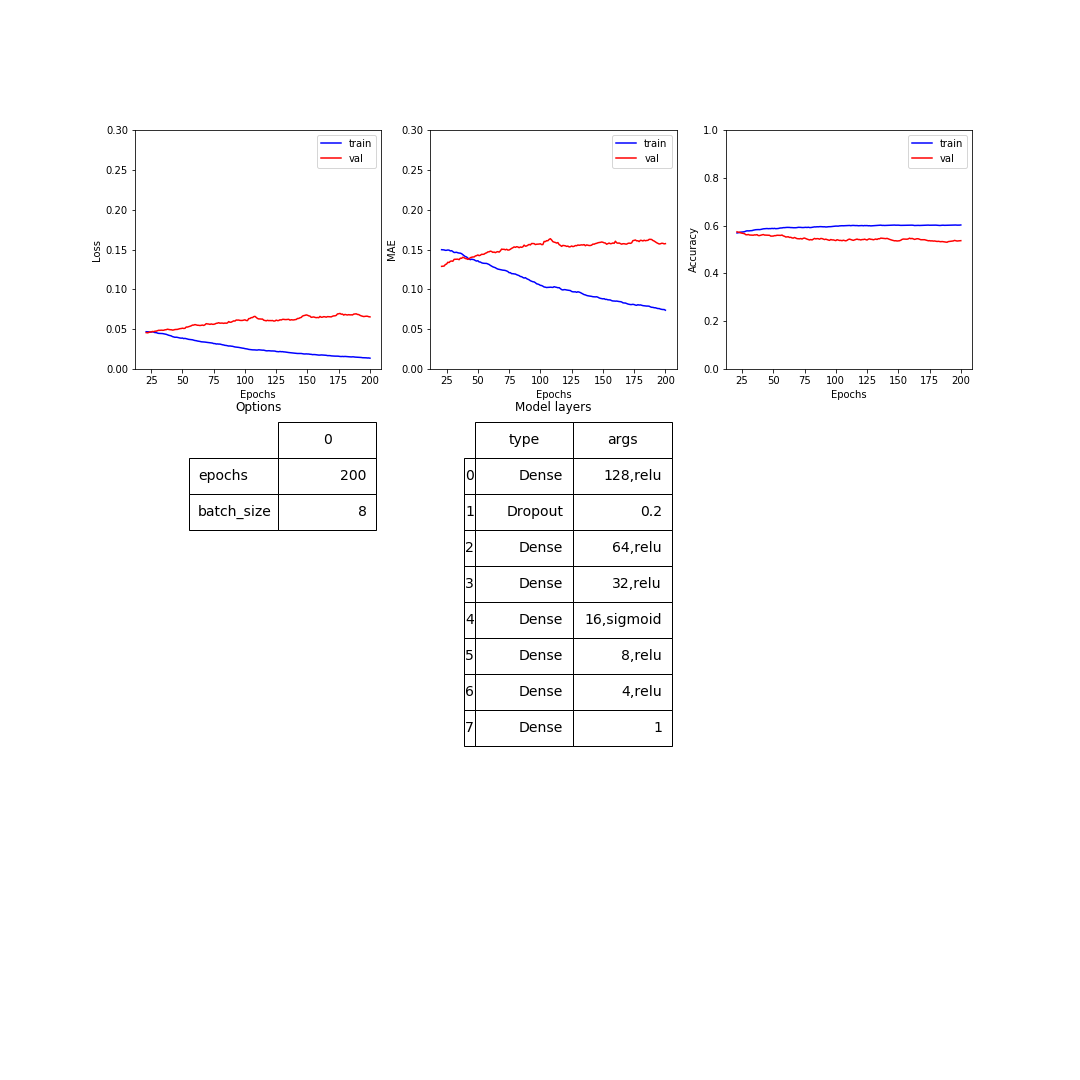 0.30
0.25
0.20
0.15
0.10
0.05
0.00
Loss
train
val
25 50 75 100 125 150 175 200
Epochs
0.30
0.25
0.20
0.15
0.10
0.05
0.00
MAE
train
val
25 50 75 100 125 150 175 200
Epochs
1.0
0.8
0.6
0.4
0.2
0.0
Accuracy
train
val
25 50 75 100 125 150 175 200
Epochs
Options
0
epochs 200
batch_size 8
Model layers
type args
0 Dense 128,relu
1 Dropout 0.2
2 Dense 64,relu
3 Dense 32,relu
4 Dense 16,sigmoid
5 Dense 8,relu
6 Dense 4,relu
7 Dense 1